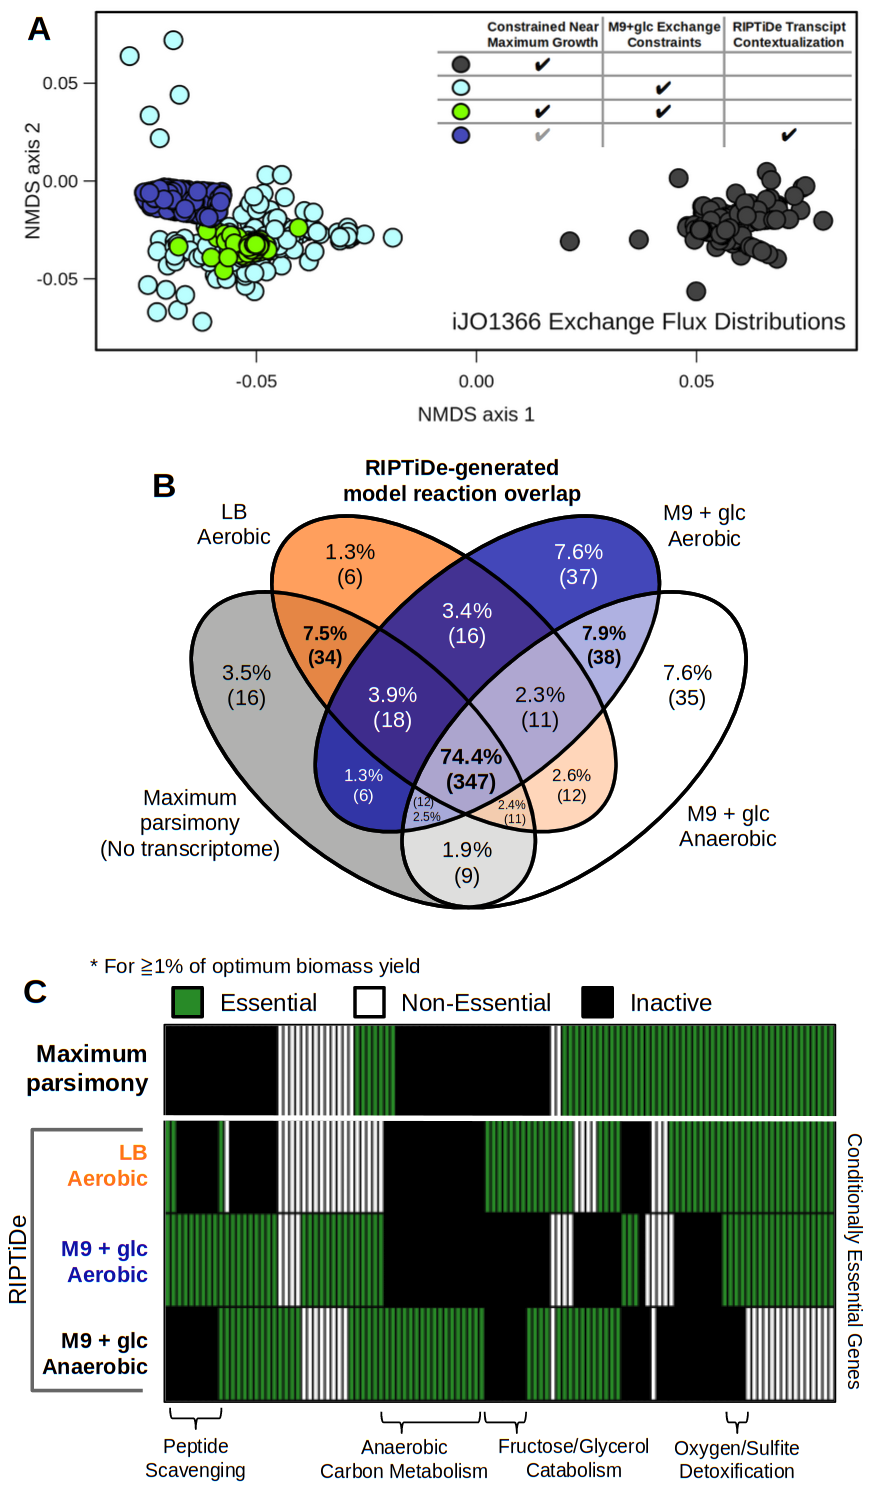 A
Constrained Near
Maximum Growth
M9+glc Exchange
Constraints
RIPTiDe Transcipt
Contextualization
✔
✔
✔ ✔
✔ ✔
NMDS axis 2
0.05
0.00
-0.05
iJO1366 Exchange Flux Distributions
-0.05 0.00 0.05
NMDS axis 1
B
RIPTiDe-generated
model reaction overlap
LB
Aerobic
M9 + glc
Aerobic
1.3%
(6)
7.6%
(37)
3.4%
(16)
7.5%
(34)
7.9%
(38)
3.5%
(16)
7.6%
(35)
3.9%
(18)
2.3%
(11)
74.4%
(347)
1.3%
(6)
2.6%
(12)
(12)
2.5%
2.4%
(11)
1.9%
(9)
Maximum
parsimony
(No transcriptome)
M9 + glc
Anaerobic
* For ≧1% of optimum biomass yield
C
Essential
Non-Essential
Inactive
Maximum
parsimony
RIPTiDe
LB
Aerobic
M9 + glc
Aerobic
M9 + glc
Anaerobic
Conditionally Essential Genes
Peptide
Scavenging
Anaerobic
Carbon Metabolism
Fructose/Glycerol
Catabolism
Oxygen/Sulfite
Detoxification